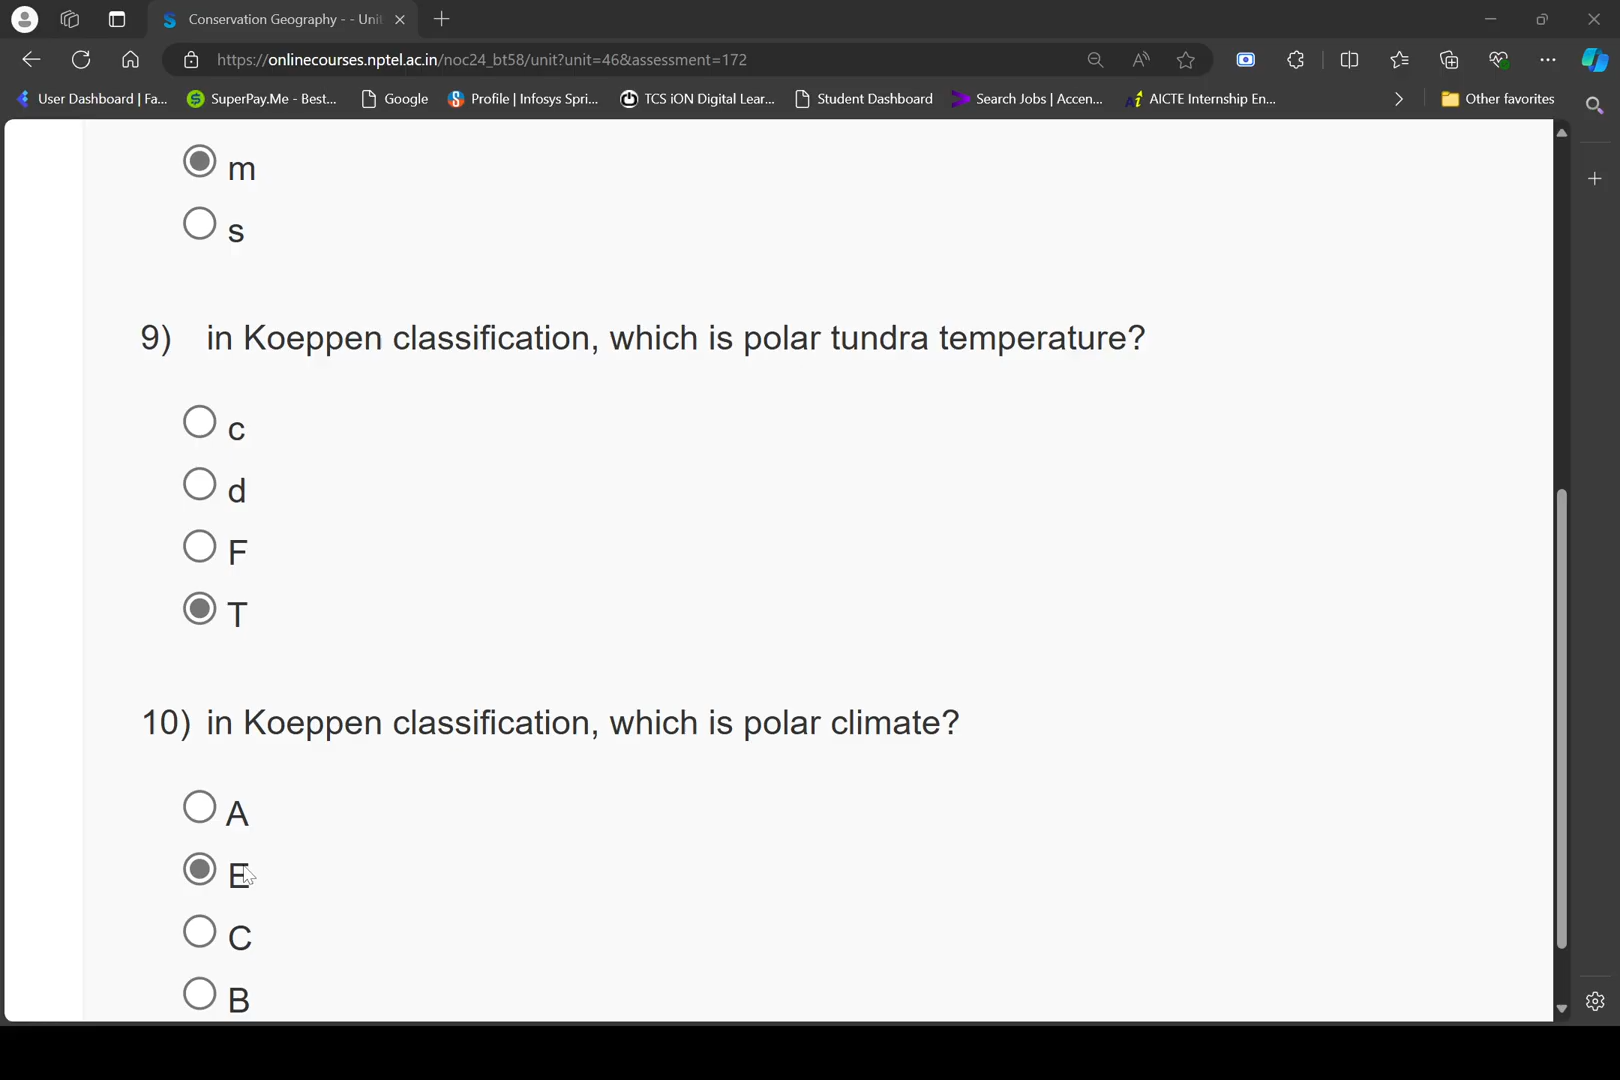 Conservation Geography - - Uni
https://onlinecourses.nptel.ac.in/noc24_bt58/unit?unit=46&assessment=172
User Dashboard | Fa...
SuperPay.Me - Best...
Google
Profile | Infosys Spri...
TCS iON Digital Lear...
Student Dashboard
Search Jobs | Accen...
AICTE Internship En...
Other favorites
m
s
9) in Koeppen classification, which is polar tundra temperature?
c
d
F
T
10) in Koeppen classification, which is polar climate?
A
E
C
B